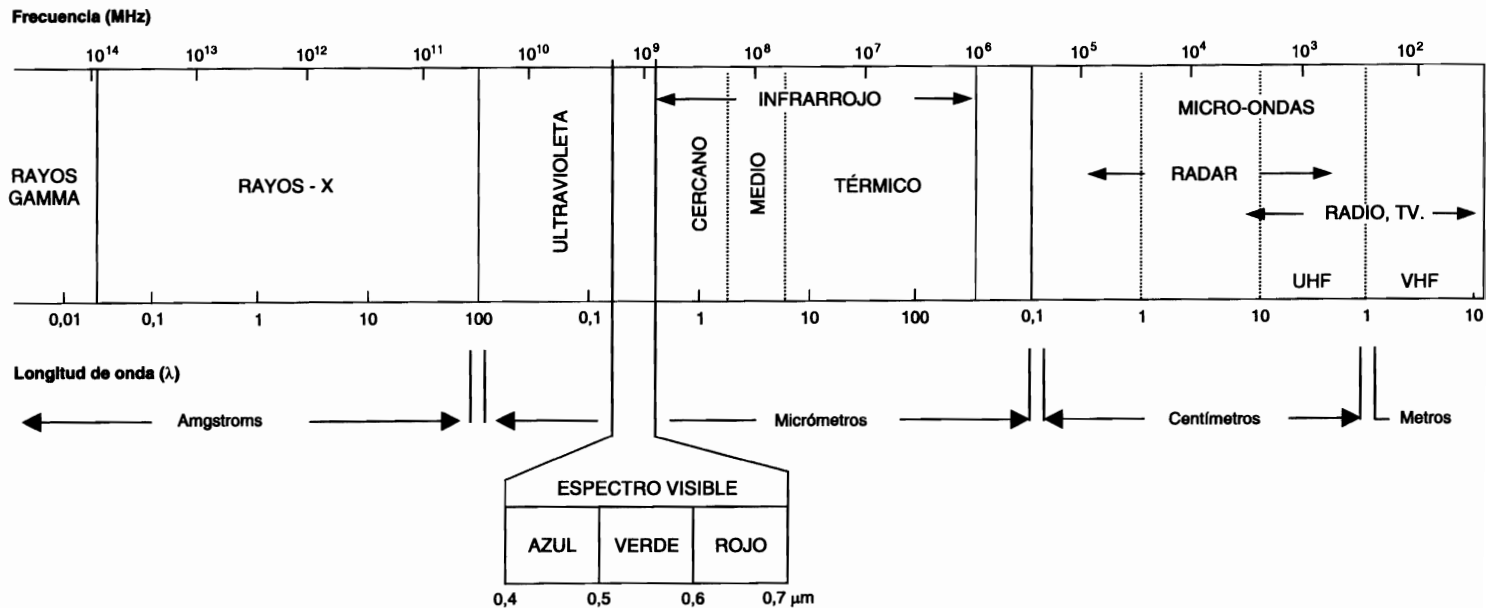 Frecuencia (MHz)
10¹⁴ 10¹³ 10¹² 10¹¹ 10¹⁰ 10⁹ 10⁸ 10⁷ 10⁶ 10⁵ 10⁴ 10³ 10²
INFRARROJO
MICRO-ONDAS
RAYOS GAMMA
RAYOS - X
ULTRAVIOLETA
CERCANO
MEDIO
TÉRMICO
RADAR
RADIO, TV.
UHF VHF
0,01 0,1 1 10 100 0,1 1 10 100 0,1 1 10 1 10
Longitud de onda (λ)
Amgstroms Micrómetros Centímetros Metros
ESPECTRO VISIBLE
AZUL VERDE ROJO
0,4 0,5 0,6 0,7 μm